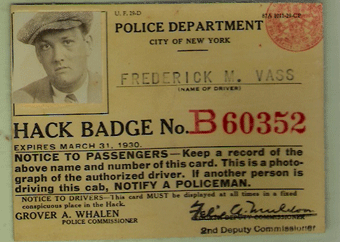 U.F. 26-D
POLICE DEPARTMENT
CITY OF NEW YORK
FREDERICK M. VASS
(NAME OF DRIVER)
HACK BADGE No. B 60352
EXPIRES MARCH 31, 1930.
NOTICE TO PASSENGERS—Keep a record of the
above name and number of this card. This is a photo-
graph of the authorized driver. If another person is
driving this cab, NOTIFY A POLICEMAN.
NOTICE TO DRIVERS—This card MUST be displayed at all times in a fixed
conspicuous place in the Hack.
GROVER A. WHALEN
POLICE COMMISSIONER
COMMISSIONER
2nd Deputy Commissioner